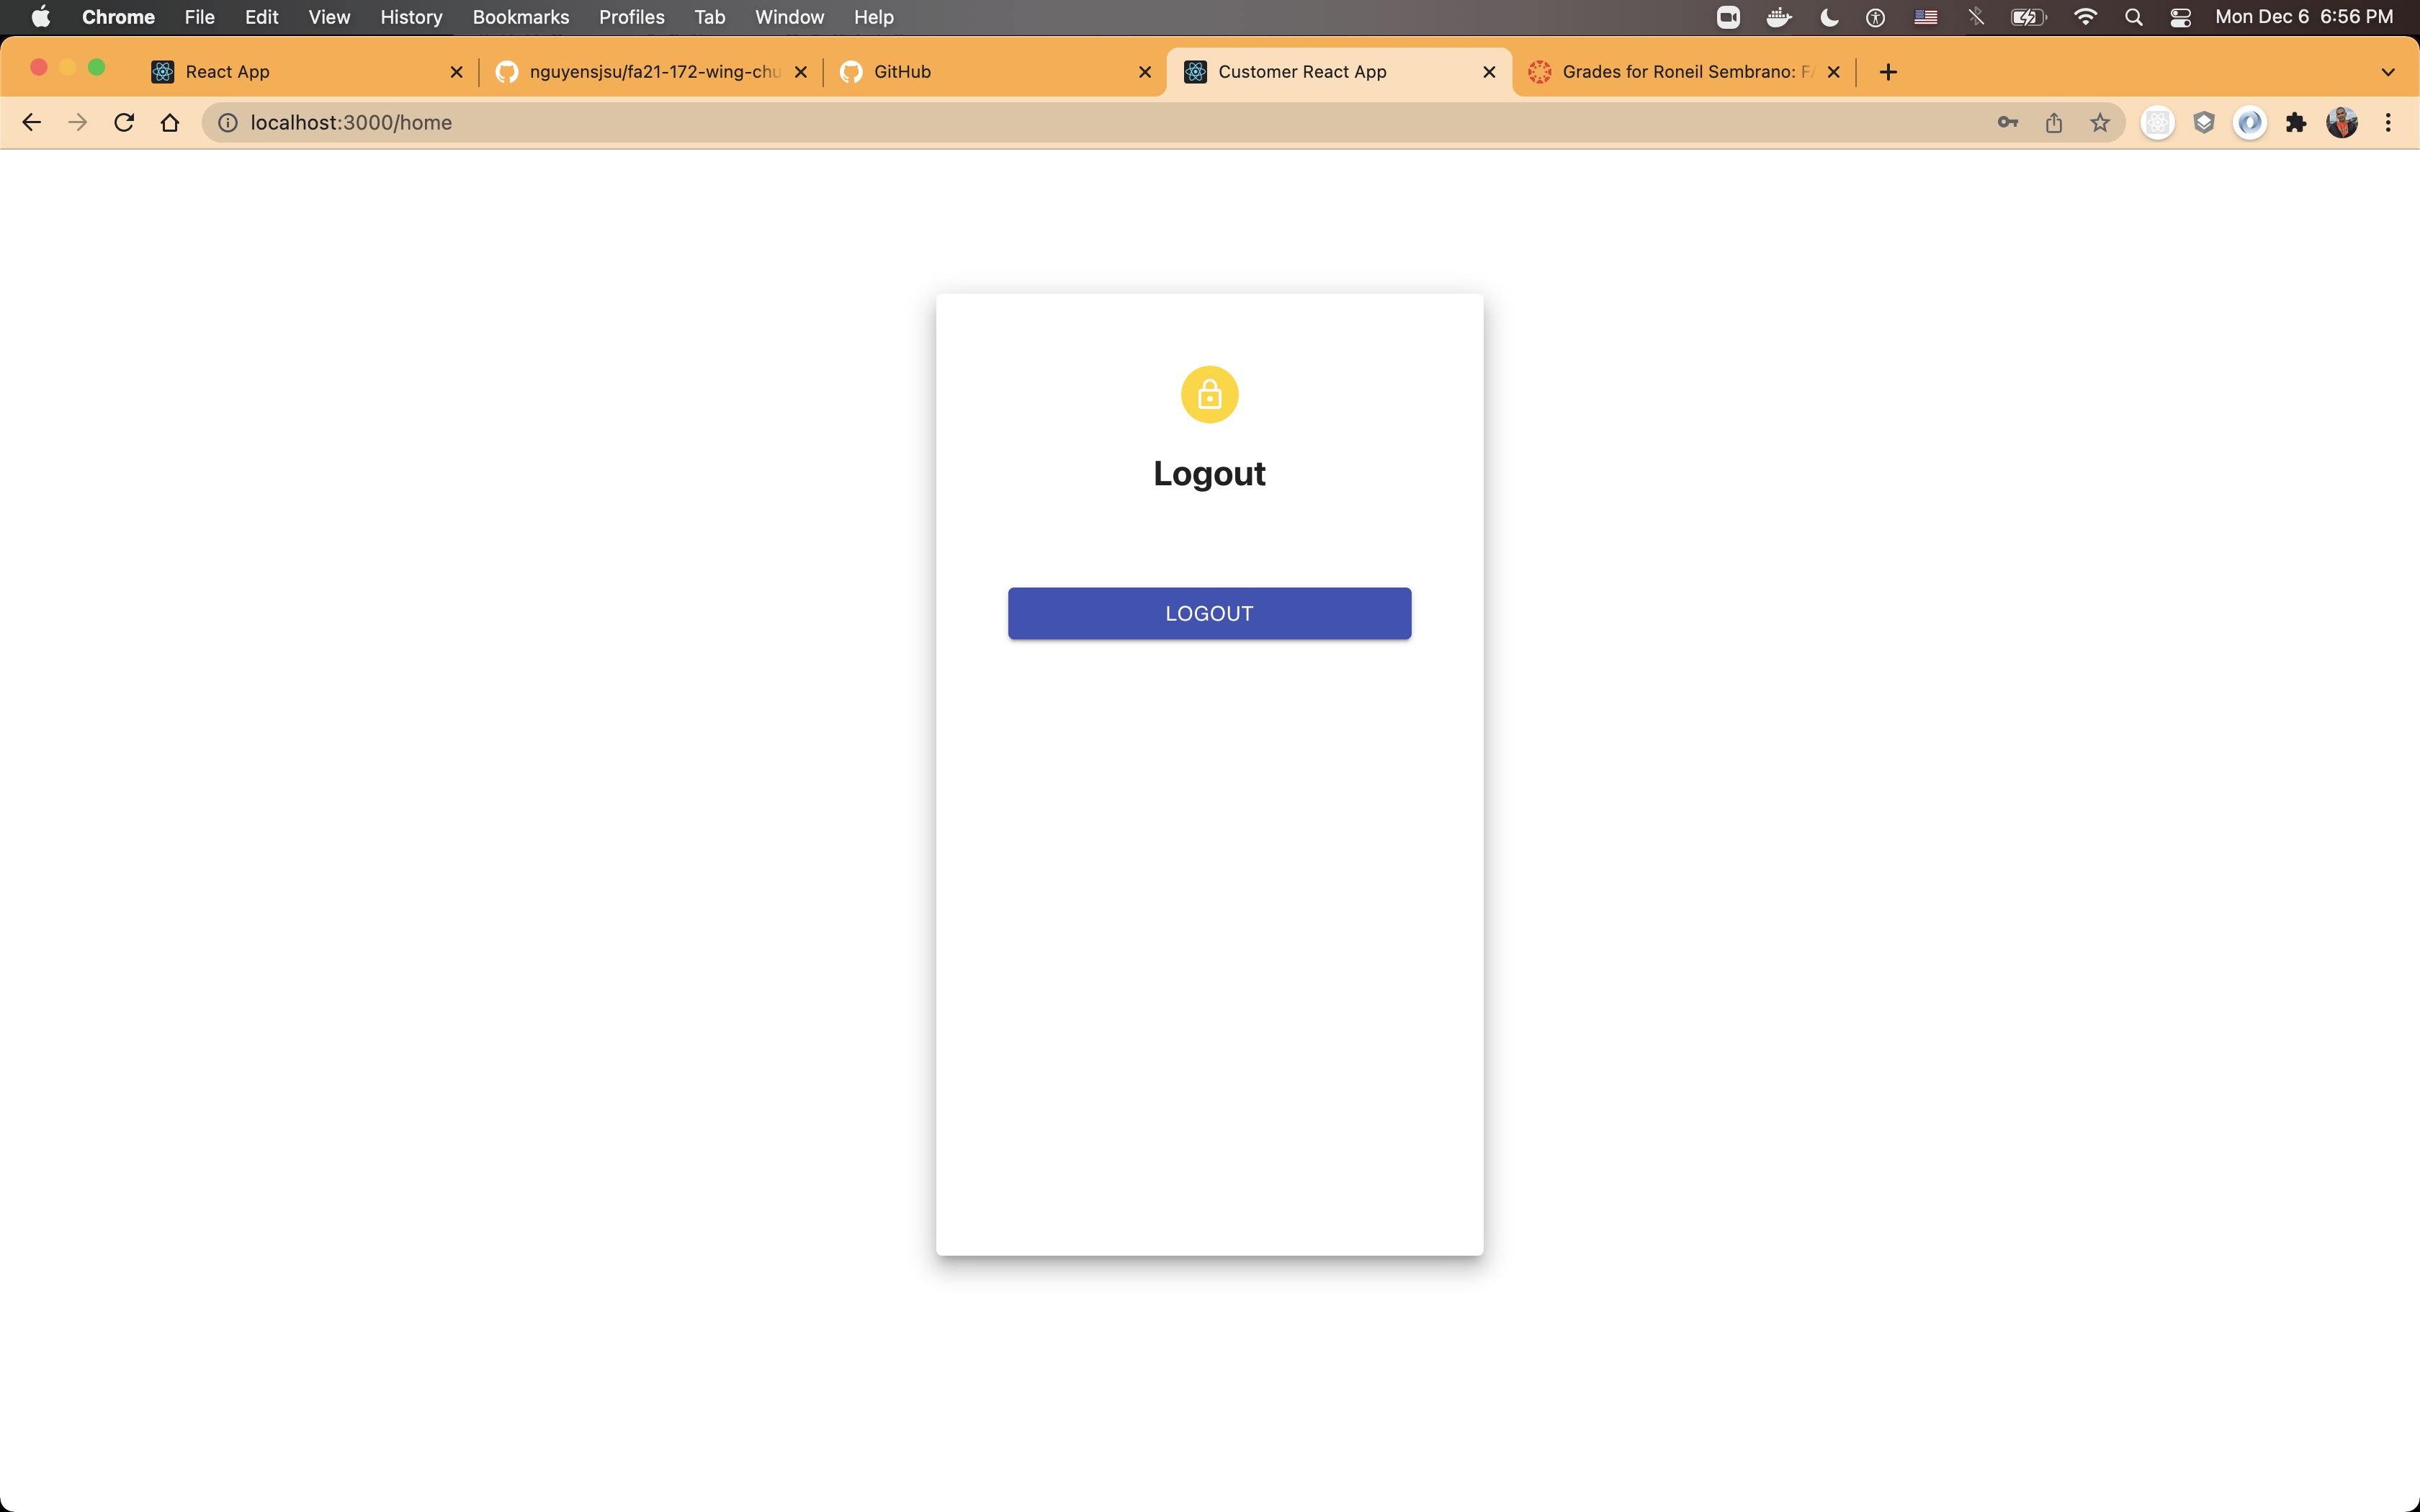 Chrome File Edit View History Bookmarks Profiles Tab Window Help Mon Dec 6 6:56 PM
React App nguyensjsu/fa21-172-wing-chu GitHub Customer React App Grades for Roneil Sembrano: FA
localhost:3000/home
Logout
LOGOUT